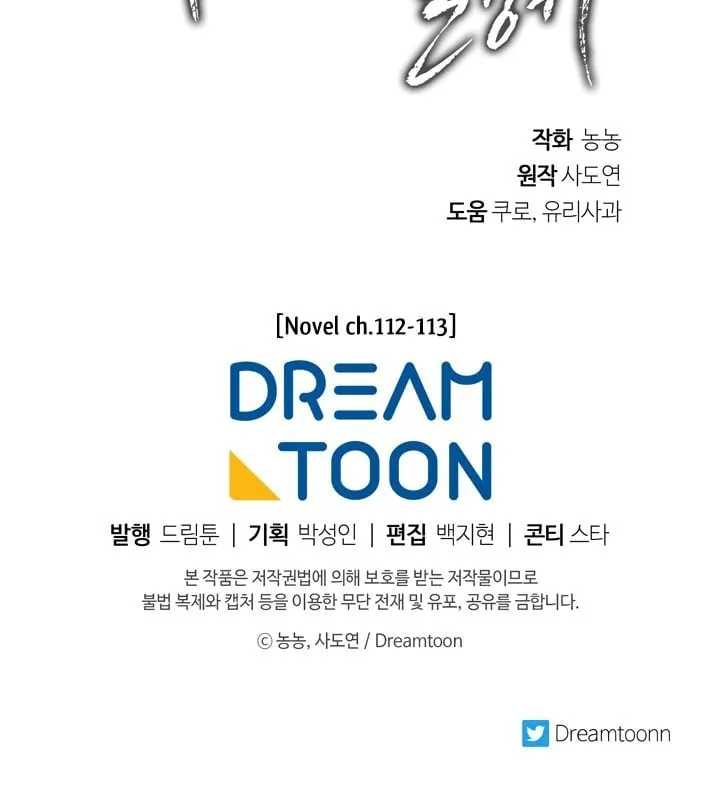 작화 농농
원작 사도연
도움 쿠로, 유리사과
[Novel ch.112-113]
DREAM
TOON
발행 드림툰 | 기획 박성인 | 편집 백지현 | 콘티 스타
본 작품은 저작권법에 의해 보호를 받는 저작물이므로
불법 복제와 캡처 등을 이용한 무단 전재 및 유포, 공유를 금합니다.
ⓒ 농농, 사도연 / Dreamtoon
Dreamtoonn